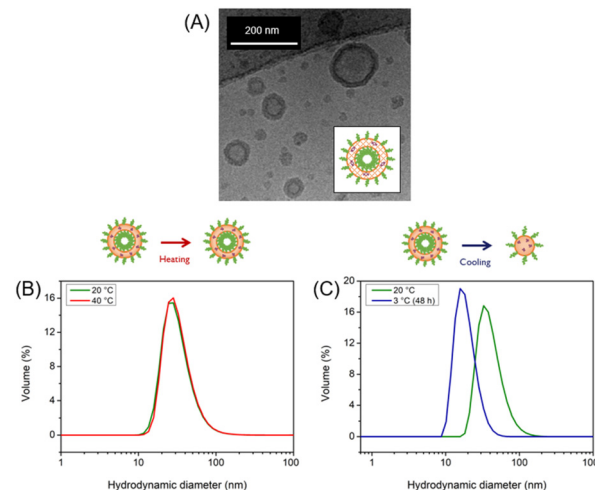 (A)
200 nm
Heating
Cooling
(B)
20 °C
40 °C
16
12
8
4
0
Volume (%)
1
10
100
100
Hydrodynamic diameter (nm)
(C)
20 °C
3 °C (48 h)
20
16
12
8
4
0
Volume (%)
1
10
100
100
Hydrodynamic diameter (nm)